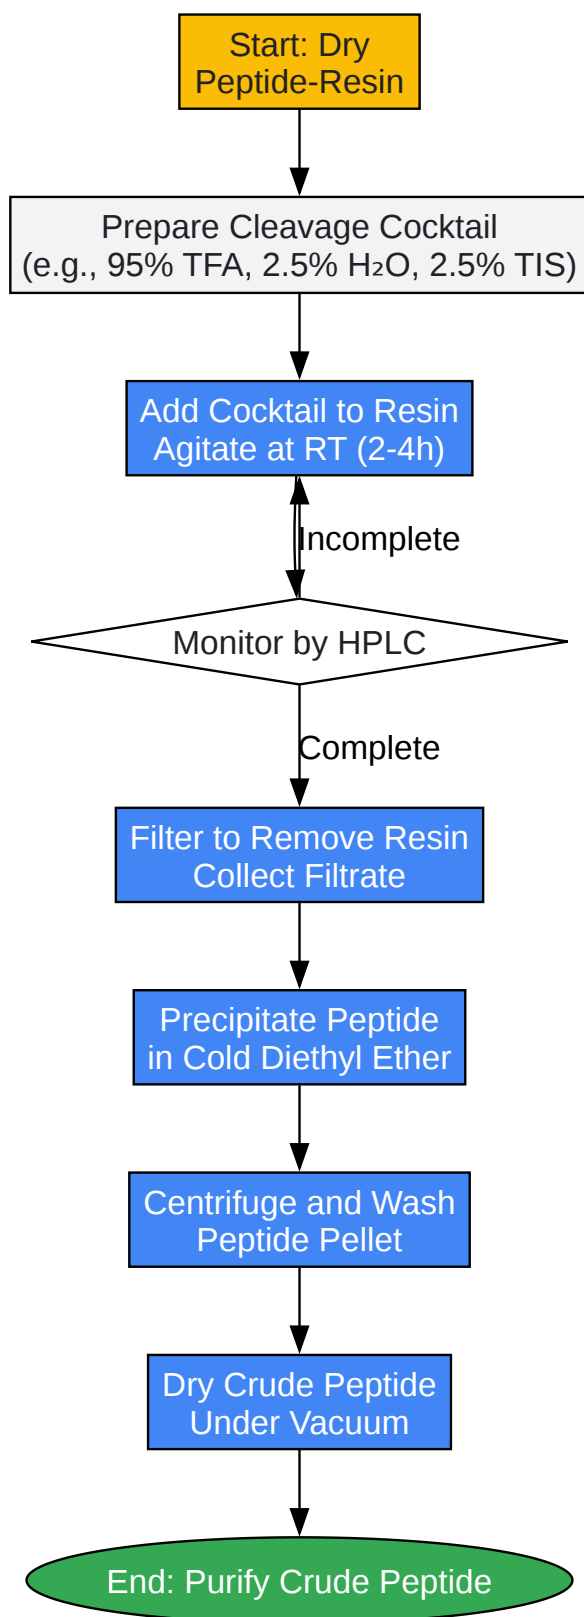 Start: Dry
Peptide-Resin
Prepare Cleavage Cocktail
(e.g., 95% TFA, 2.5% H₂O, 2.5% TIS)
Add Cocktail to Resin
Agitate at RT (2-4h)
Incomplete
Monitor by HPLC
Complete
Filter to Remove Resin
Collect Filtrate
Precipitate Peptide
in Cold Diethyl Ether
Centrifuge and Wash
Peptide Pellet
Dry Crude Peptide
Under Vacuum
End: Purify Crude Peptide